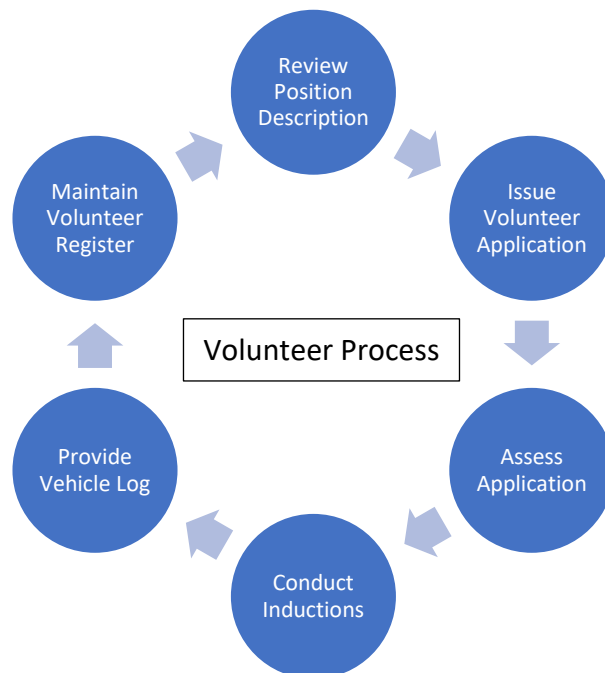 Review
Position
Description
Issue
Volunteer
Application
Assess
Application
Conduct
Inductions
Provide
Vehicle Log
Maintain
Volunteer
Register
Volunteer Process